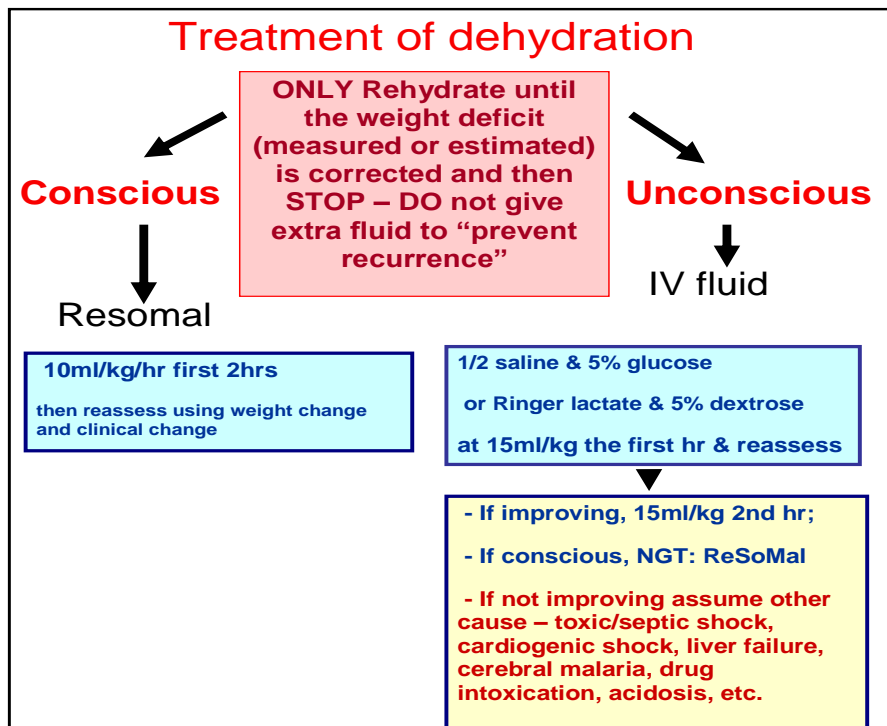 Treatment of dehydration
ONLY Rehydrate until
the weight deficit
(measured or estimated)
is corrected and then
STOP – DO not give
extra fluid to “prevent
recurrence”
Conscious
Resomal
10ml/kg/hr first 2hrs
then reassess using weight change
and clinical change
Unconscious
IV fluid
1/2 saline & 5% glucose
or Ringer lactate & 5% dextrose
at 15ml/kg the first hr & reassess
- If improving, 15ml/kg 2nd hr;
- If conscious, NGT: ReSoMal
- If not improving assume other
cause – toxic/septic shock,
cardiogenic shock, liver failure,
cerebral malaria, drug
intoxication, acidosis, etc.